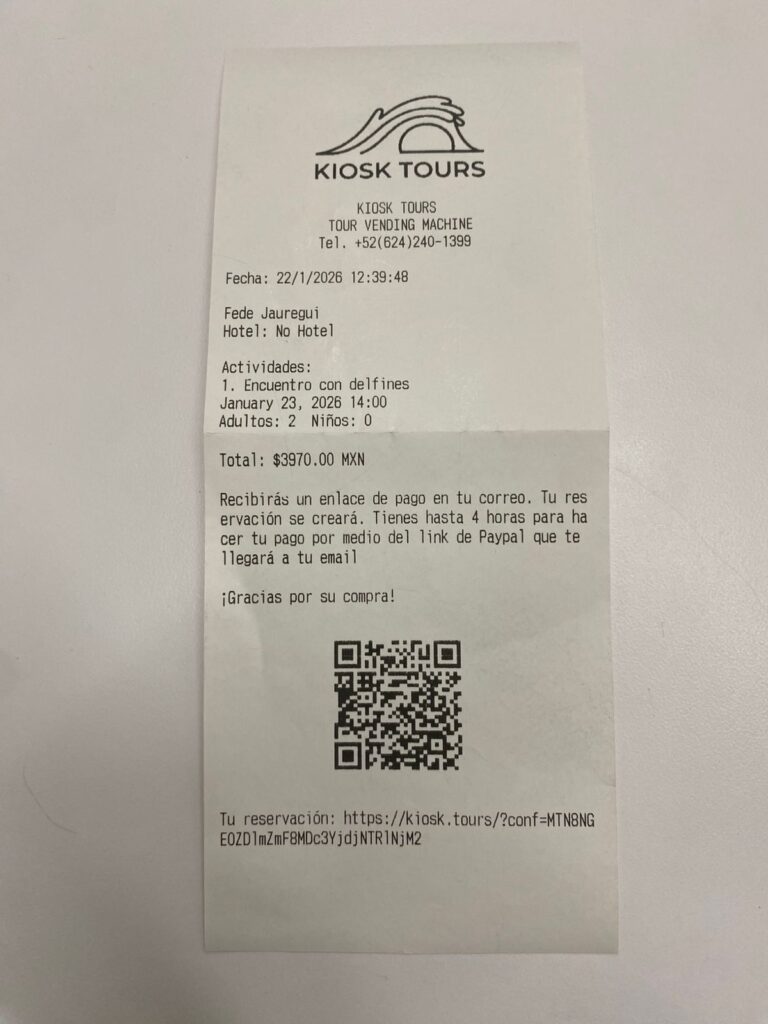 KIOSK TOURS
KIOSK TOURS
TOUR VENDING MACHINE
Tel. +52(624)240-1399
Fecha: 22/1/2026 12:39:48
Fede Jauregui
Hotel: No Hotel
Actividades:
1. Encuentro con delfines
January 23, 2026 14:00
Adultos: 2  Niños: 0
Total: $3970.00 MXN
Recibirás un enlace de pago en tu correo. Tu res
ervación se creará. Tienes hasta 4 horas para ha
cer tu pago por medio del link de Paypal que te
llegará a tu email
¡Gracias por su compra!
Tu reservación: https://kiosk.tours/?conf=MTN8NG
EOZDlmZmF8MDc3YjdjNTRlNjM2